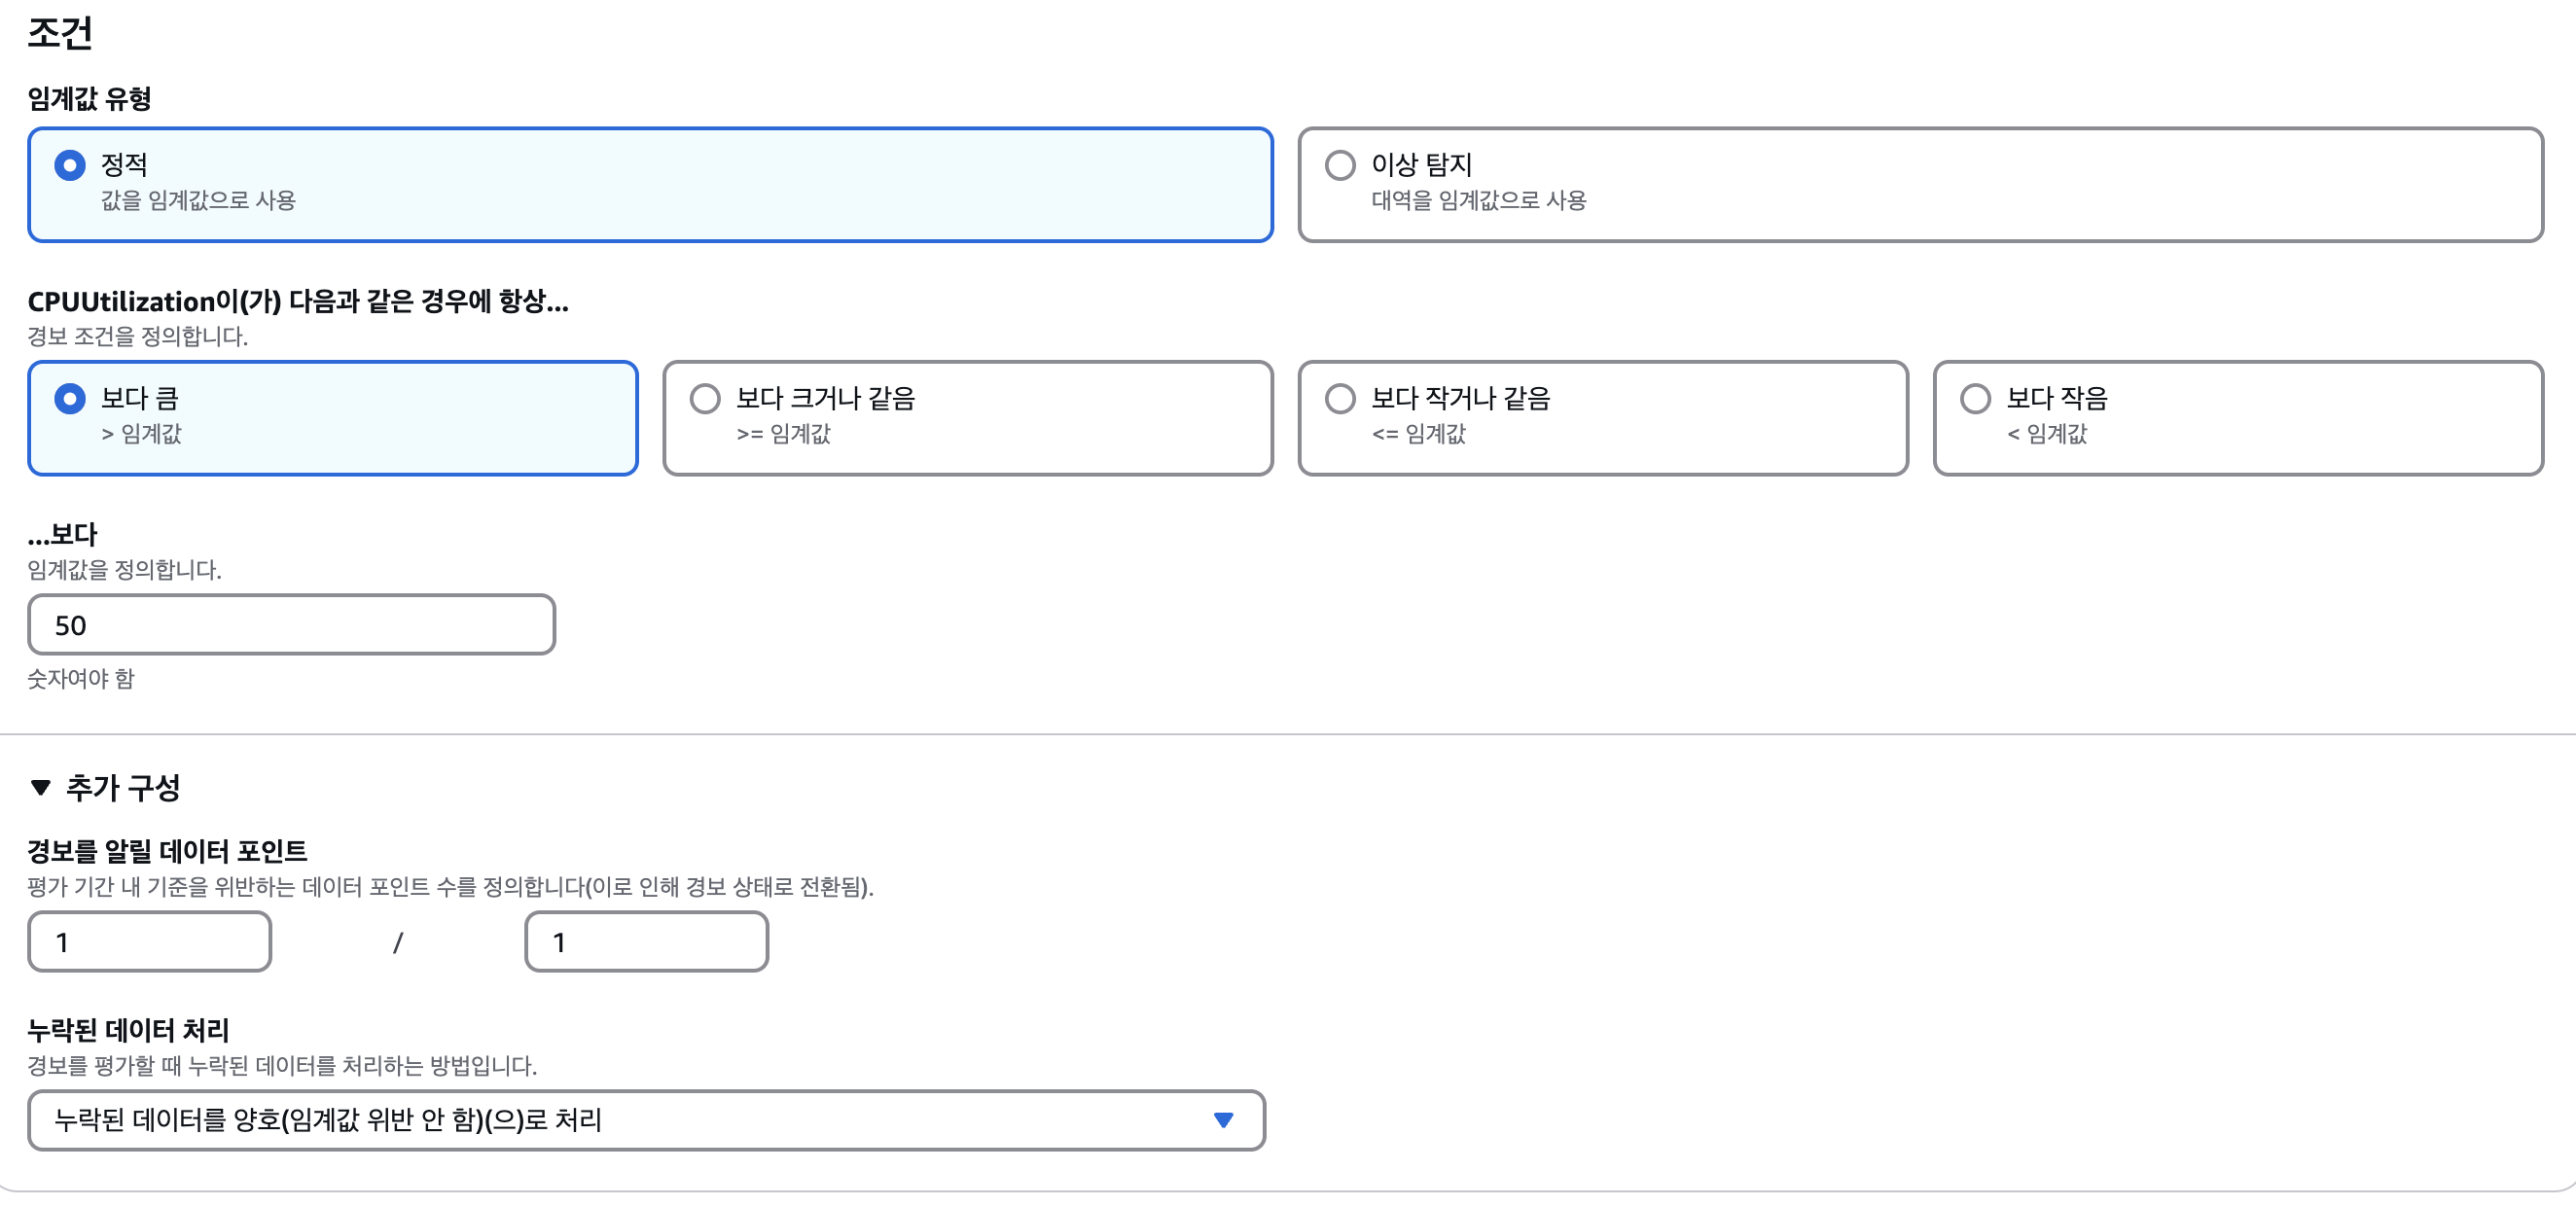 조건
임계값 유형
정적
값을 임계값으로 사용
이상 탐지
대역을 임계값으로 사용
CPUUtilization이(가) 다음과 같은 경우에 항상...
경보 조건을 정의합니다.
보다 큼
> 임계값
보다 크거나 같음
>= 임계값
보다 작거나 같음
<= 임계값
보다 작음
< 임계값
...보다
임계값을 정의합니다.
50
숫자여야 함
추가 구성
경보를 알릴 데이터 포인트
평가 기간 내 기준을 위반하는 데이터 포인트 수를 정의합니다(이로 인해 경보 상태로 전환됨).
1 / 1
누락된 데이터 처리
경보를 평가할 때 누락된 데이터를 처리하는 방법입니다.
누락된 데이터를 양호(임계값 위반 안 함)(으)로 처리